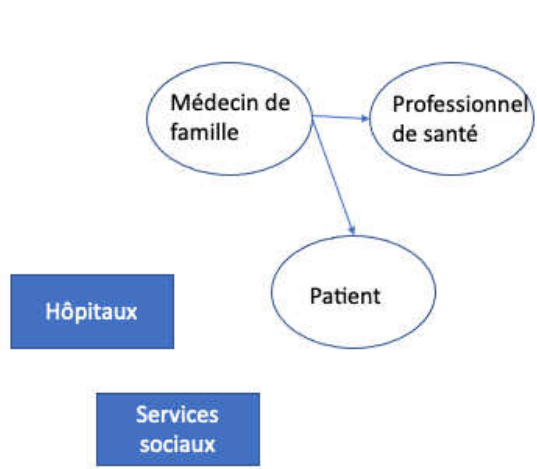 Médecin de
famille
Professionnel
de santé
Patient
Hôpitaux
Services
sociaux